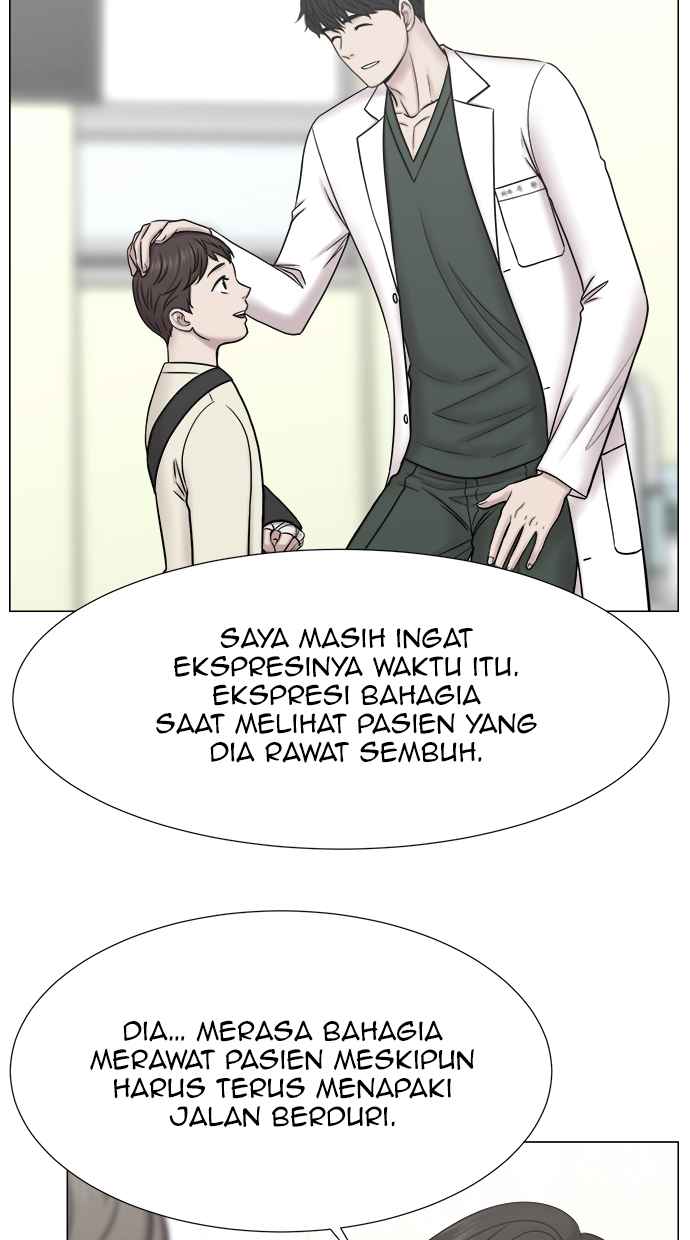 SAYA MASIH INGAT
EKSPRESINYA WAKTU ITU.
EKSPRESI BAHAGIA
SAAT MELIHAT PASIEN YANG
DIA RAWAT SEMBUH.
DIA... MERASA BAHAGIA
MERAWAT PASIEN MESKIPUN
HARUS TERUS MENAPAKI
JALAN BERDURI.